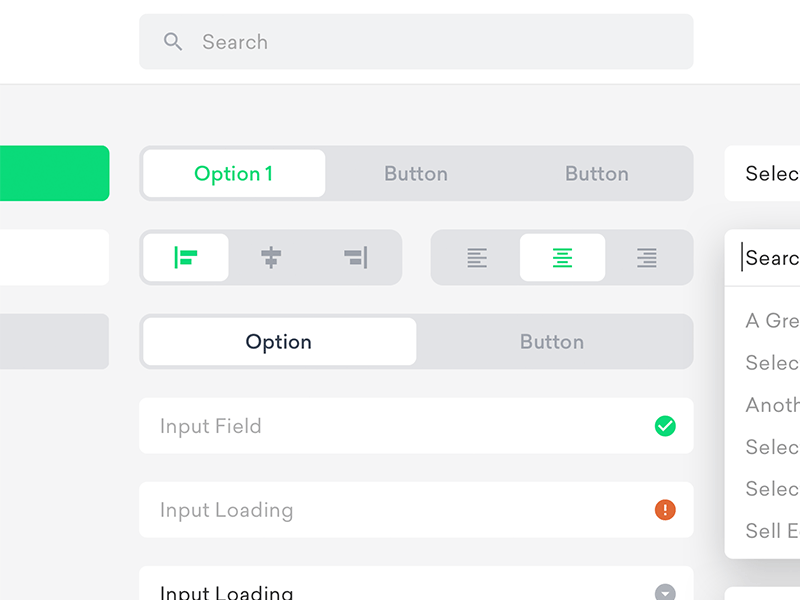 Search
Option 1 Button Button
Selec
Searc
Option Button
A Gre
Selec
Anoth
Selec
Selec
Sell E
Input Field
Input Loading
Input Loading